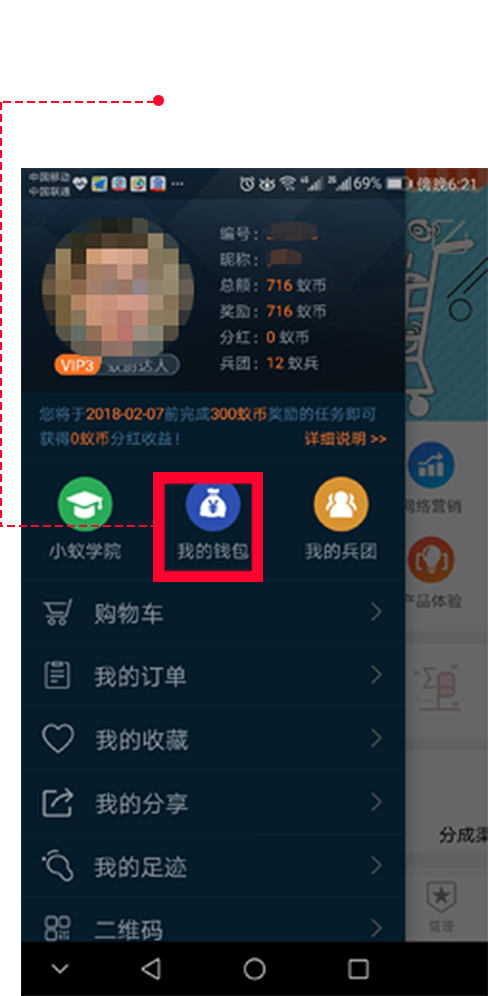 中国移动
中国联通
69%
傍晚6:21
编号：
昵称：
总额：716 蚁币
奖励：716 蚁币
分红：0 蚁币
兵团：12 蚁兵
VIP3
达人
您将于2018-02-07前完成300蚁币奖励的任务即可
获得0蚁币分红收益！
详细说明 >>
小蚁学院
我的钱包
我的兵团
网络营销
产品体验
购物车
我的订单
我的收藏
我的分享
分成渠
我的足迹
二维码
管理